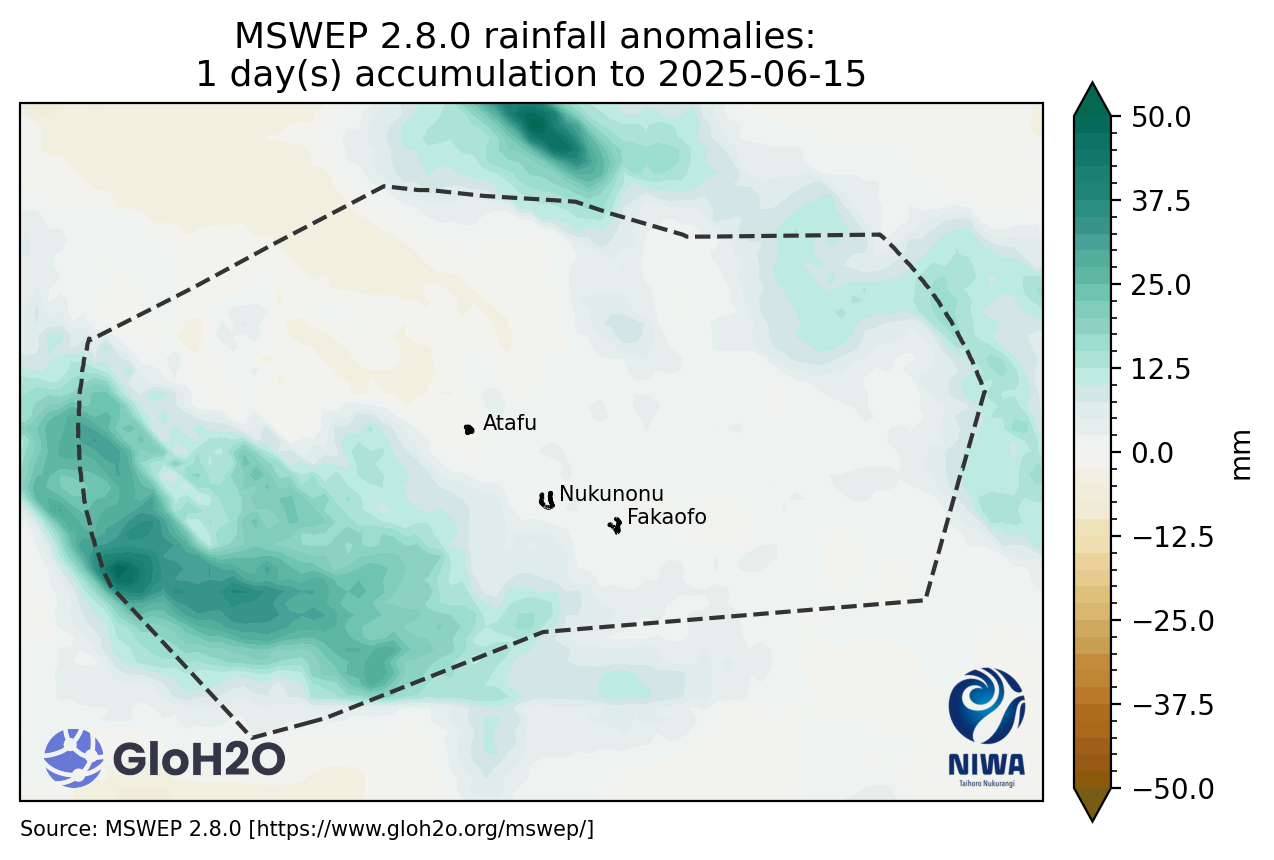 MSWEP 2.8.0 rainfall anomalies:
1 day(s) accumulation to 2025-06-15
50.0
37.5
25.0
12.5
0.0
−12.5
−25.0
−37.5
−50.0
mm
Atafu
Nukunonu
Fakaofo
GloH2O
NIWA
Taihoro Nukurangi
Source: MSWEP 2.8.0 [https://www.gloh2o.org/mswep/]